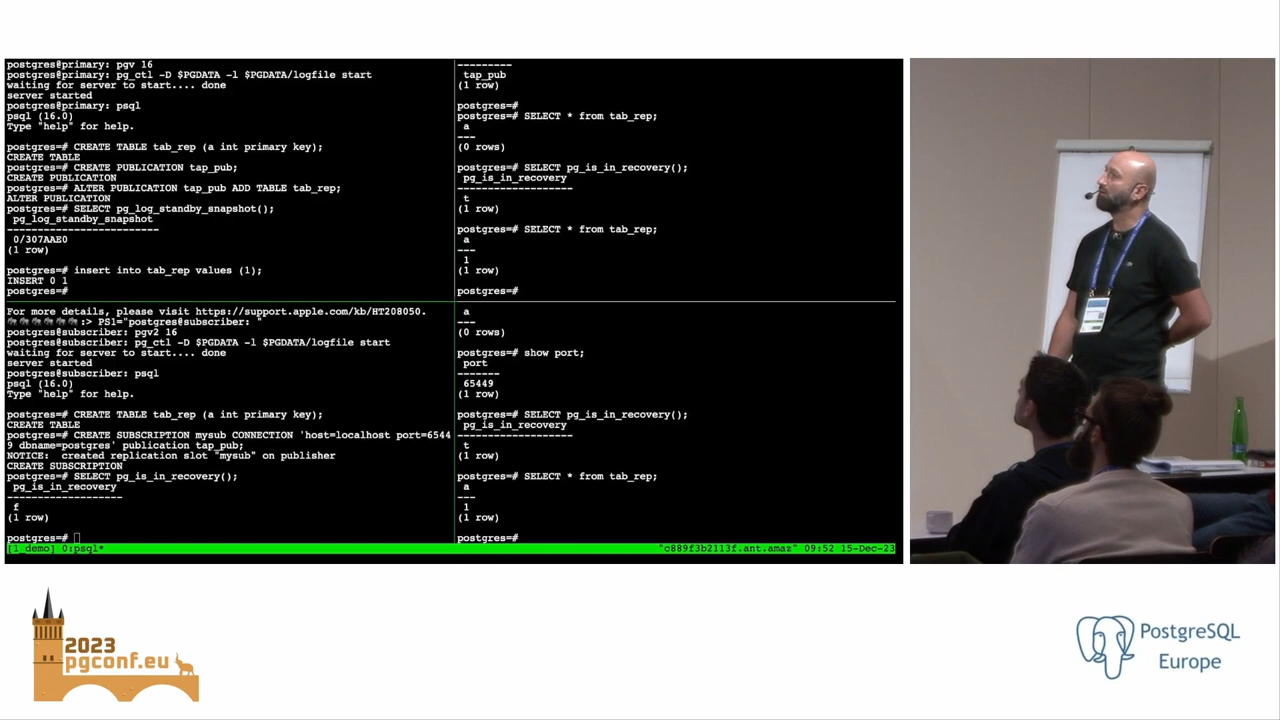 postgres@primary: pgv 16
postgres@primary: pg_ctl -D $PGDATA -l $PGDATA/logfile start
waiting for server to start.... done
server started
postgres@primary: psql
psql (16.0)
Type "help" for help.
postgres=# CREATE TABLE tab_rep (a int primary key);
CREATE TABLE
postgres=# CREATE PUBLICATION tap_pub;
CREATE PUBLICATION
postgres=# ALTER PUBLICATION tap_pub ADD TABLE tab_rep;
ALTER PUBLICATION
postgres=# SELECT pg_log_standby_snapshot();
pg_log_standby_snapshot
-------------------------
0/307AAE0
(1 row)
postgres=# insert into tab_rep values (1);
INSERT 0 1
postgres=#
---------
tap_pub
(1 row)
postgres=#
postgres=# SELECT * from tab_rep;
a
---
(0 rows)
postgres=# SELECT pg_is_in_recovery();
pg_is_in_recovery
-------------------
t
(1 row)
postgres=# SELECT * from tab_rep;
a
---
1
(1 row)
postgres=#
For more details, please visit https://support.apple.com/kb/HT208050.
🐘🐘🐘🐘🐘:> PS1="postgres@subscriber: "
postgres@subscriber: pgv2 16
postgres@subscriber: pg_ctl -D $PGDATA -l $PGDATA/logfile start
waiting for server to start.... done
server started
postgres@subscriber: psql
psql (16.0)
Type "help" for help.
postgres=# CREATE TABLE tab_rep (a int primary key);
CREATE TABLE
postgres=# CREATE SUBSCRIPTION mysub CONNECTION 'host=localhost port=6544
9 dbname=postgres' publication tap_pub;
NOTICE:  created replication slot "mysub" on publisher
CREATE SUBSCRIPTION
postgres=# SELECT pg_is_in_recovery();
pg_is_in_recovery
-------------------
f
(1 row)
postgres=#
a
---
(0 rows)
postgres=# show port;
port
-------
65449
(1 row)
postgres=# SELECT pg_is_in_recovery();
pg_is_in_recovery
-------------------
t
(1 row)
postgres=# SELECT * from tab_rep;
a
---
1
(1 row)
postgres=#
[1_demo] 0:psql* "c889f3b2113f.ant.amaz" 09:52 15-Dec-23
2023
pgconf.eu
PostgreSQL
Europe